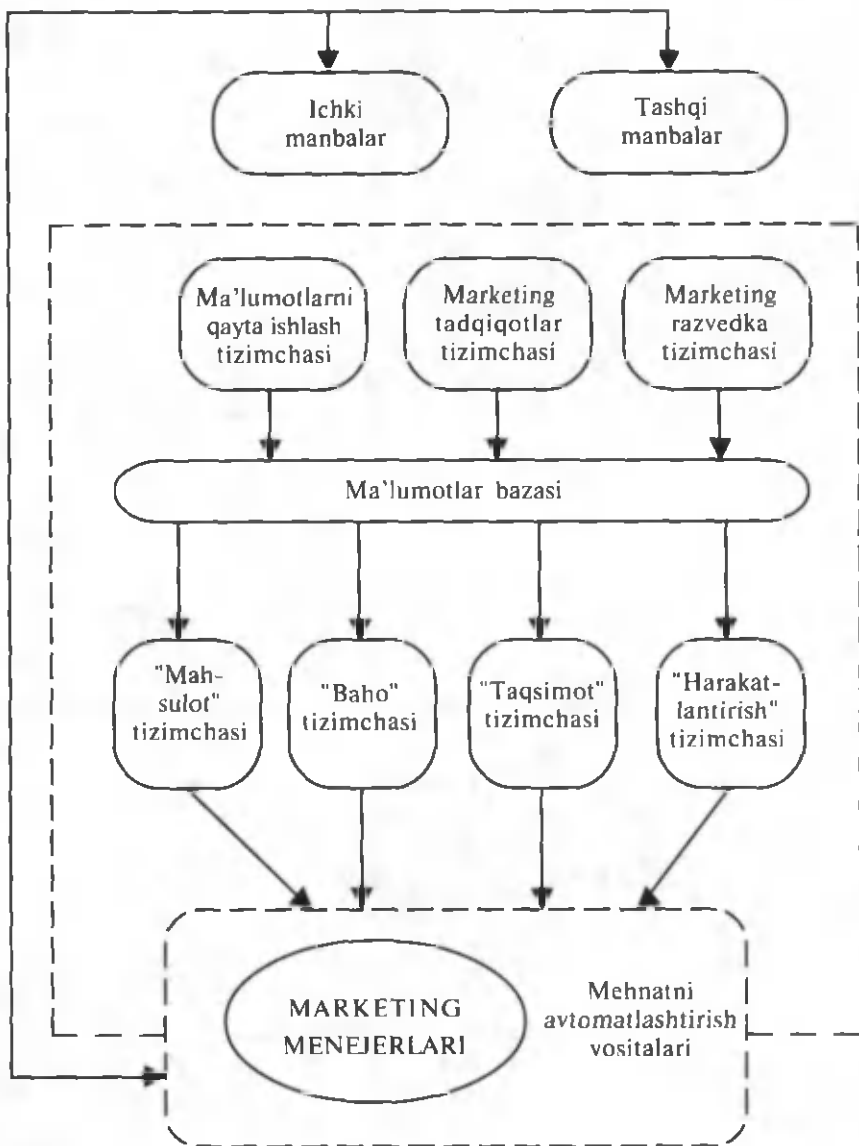 Ichki
manbalar
Tashqi
manbalar
Ma'lumotlarni
qayta ishlash
tizimchasi
Marketing
tadqiqotlar
tizimchasi
Marketing
razvedka
tizimchasi
Ma'lumotlar bazasi
"Mah-
sulot"
tizimchasi
"Baho"
tizimchasi
"Taqsimot"
tizimchasi
"Harakat-
lantirish"
tizimchasi
MARKETING
MENEJERLARI
Mehnatni
avtomatlashtirish
vositalari